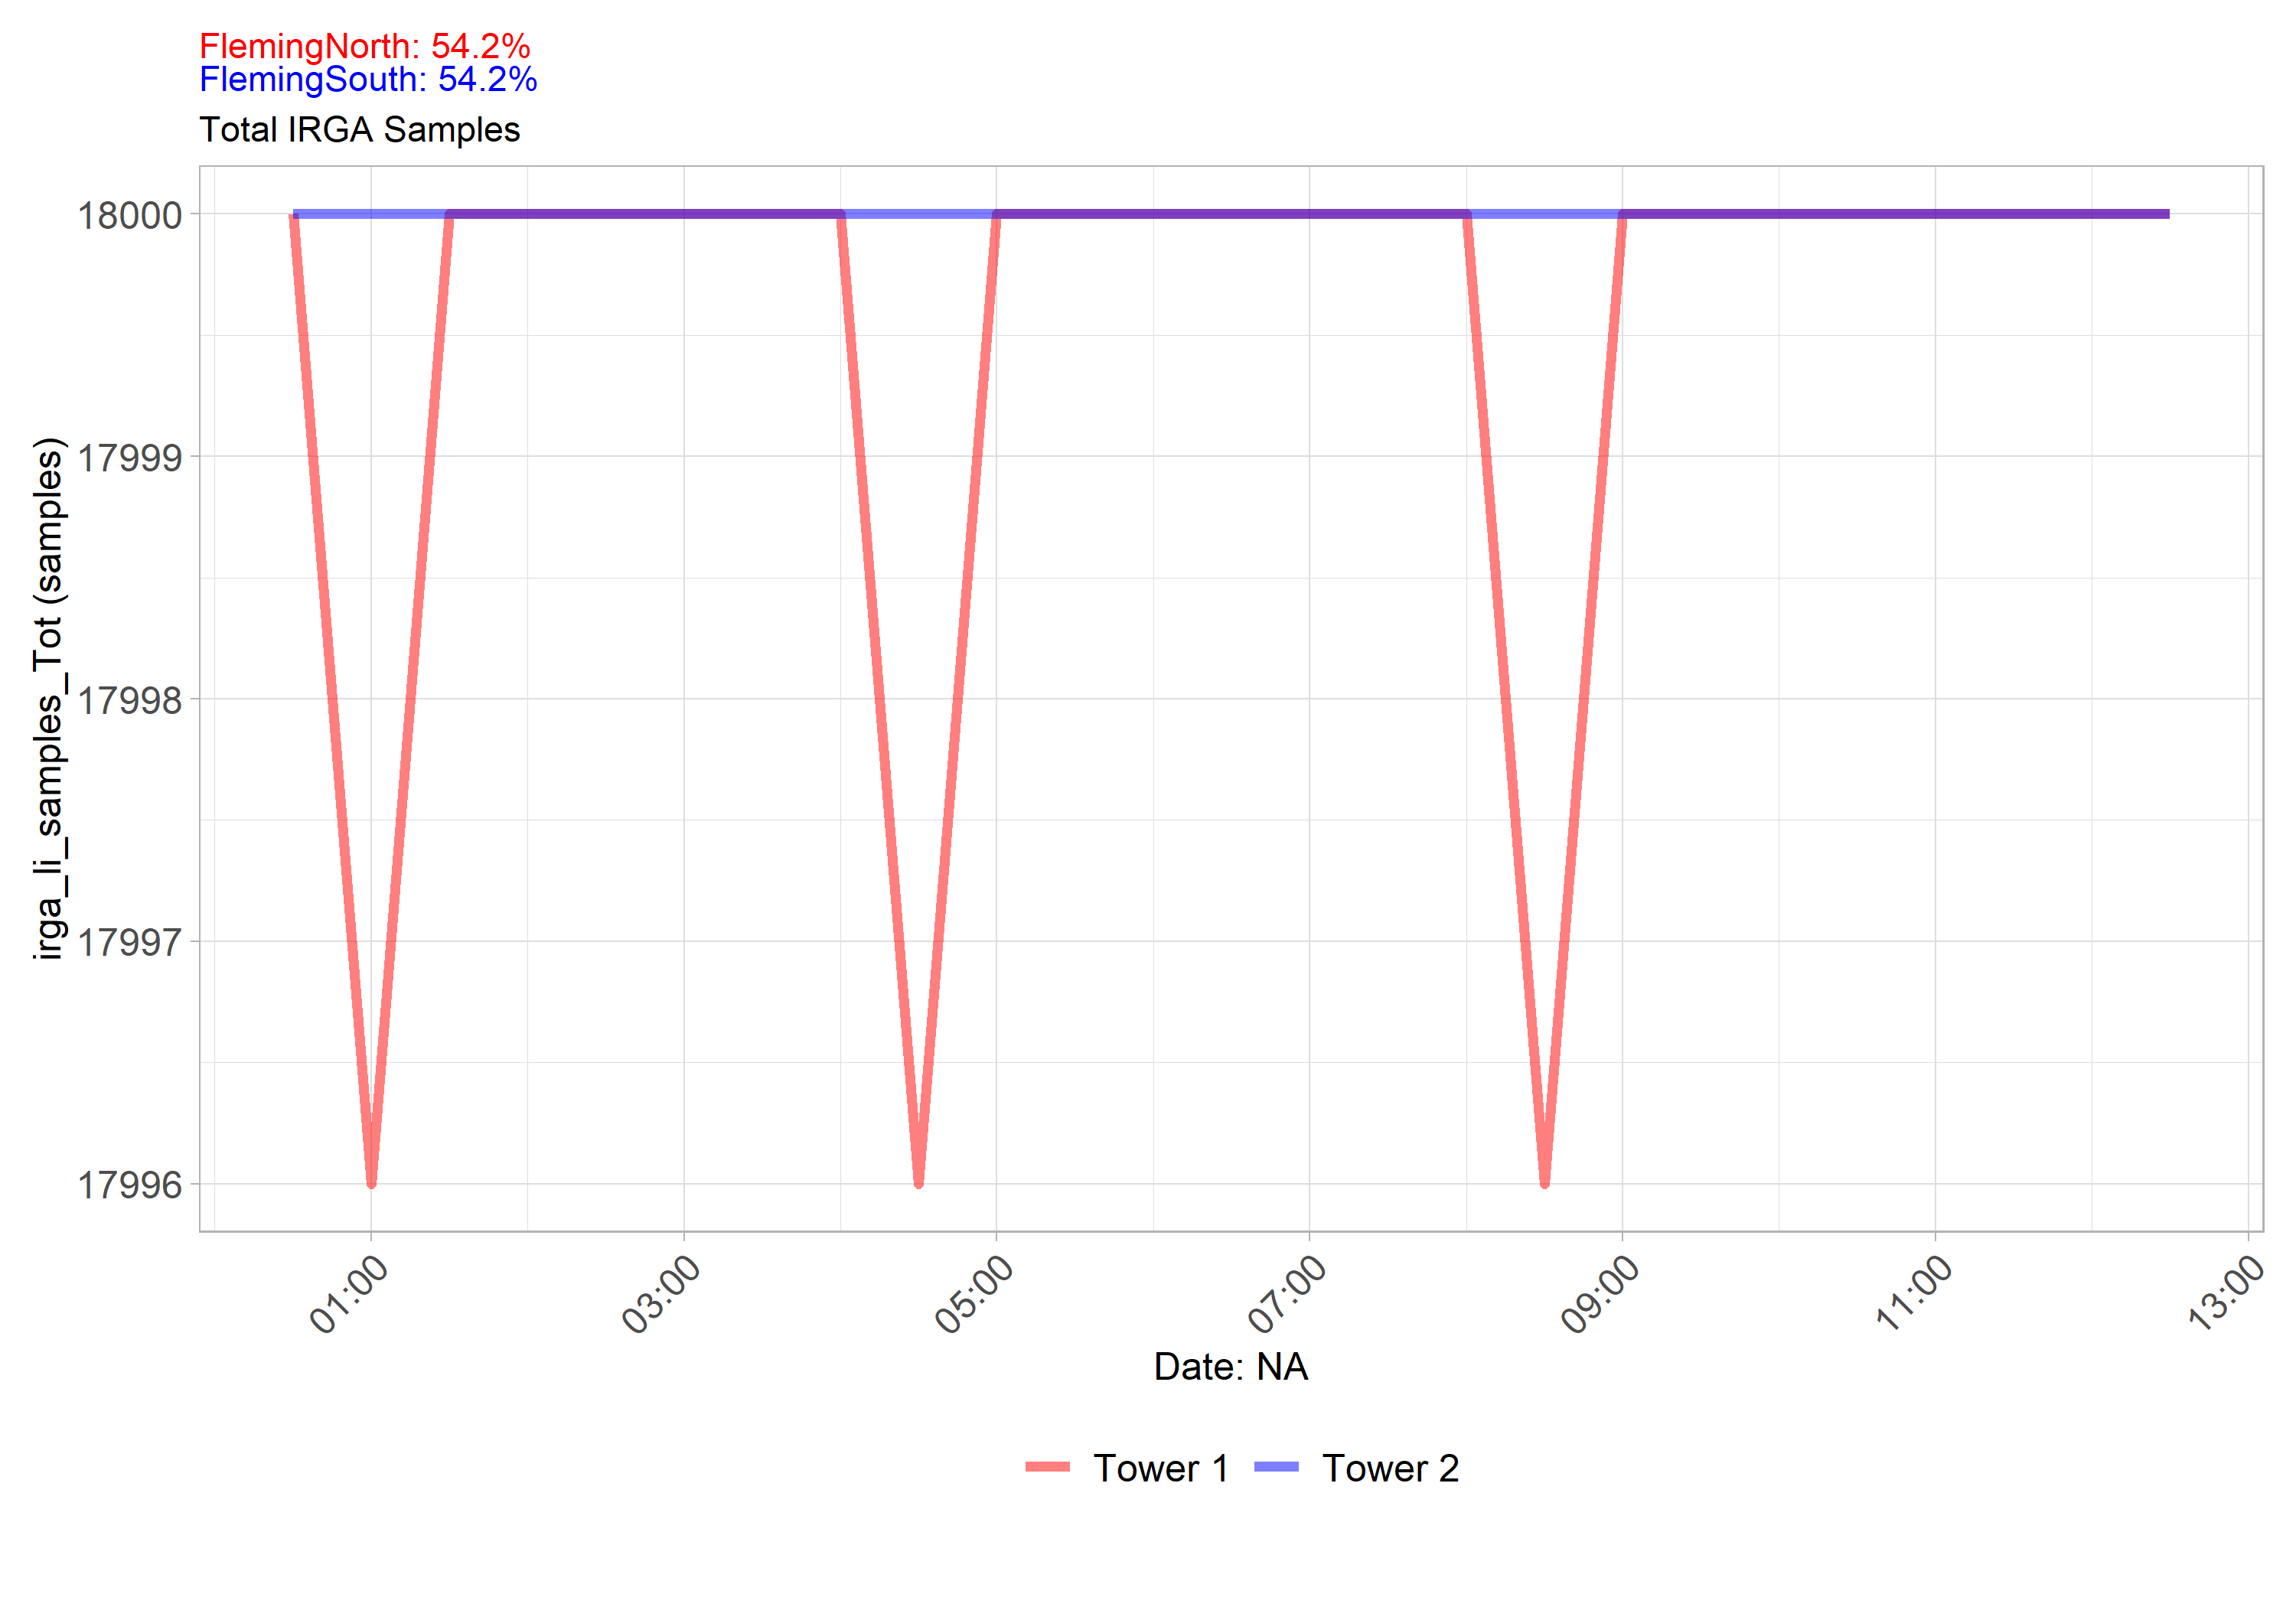 FlemingNorth: 54.2%
FlemingSouth: 54.2%
Total IRGA Samples
irga_li_samples_Tot (samples)
18000
17999
17998
17997
17996
01:00
03:00
05:00
07:00
09:00
11:00
13:00
Date: NA
Tower 1
Tower 2